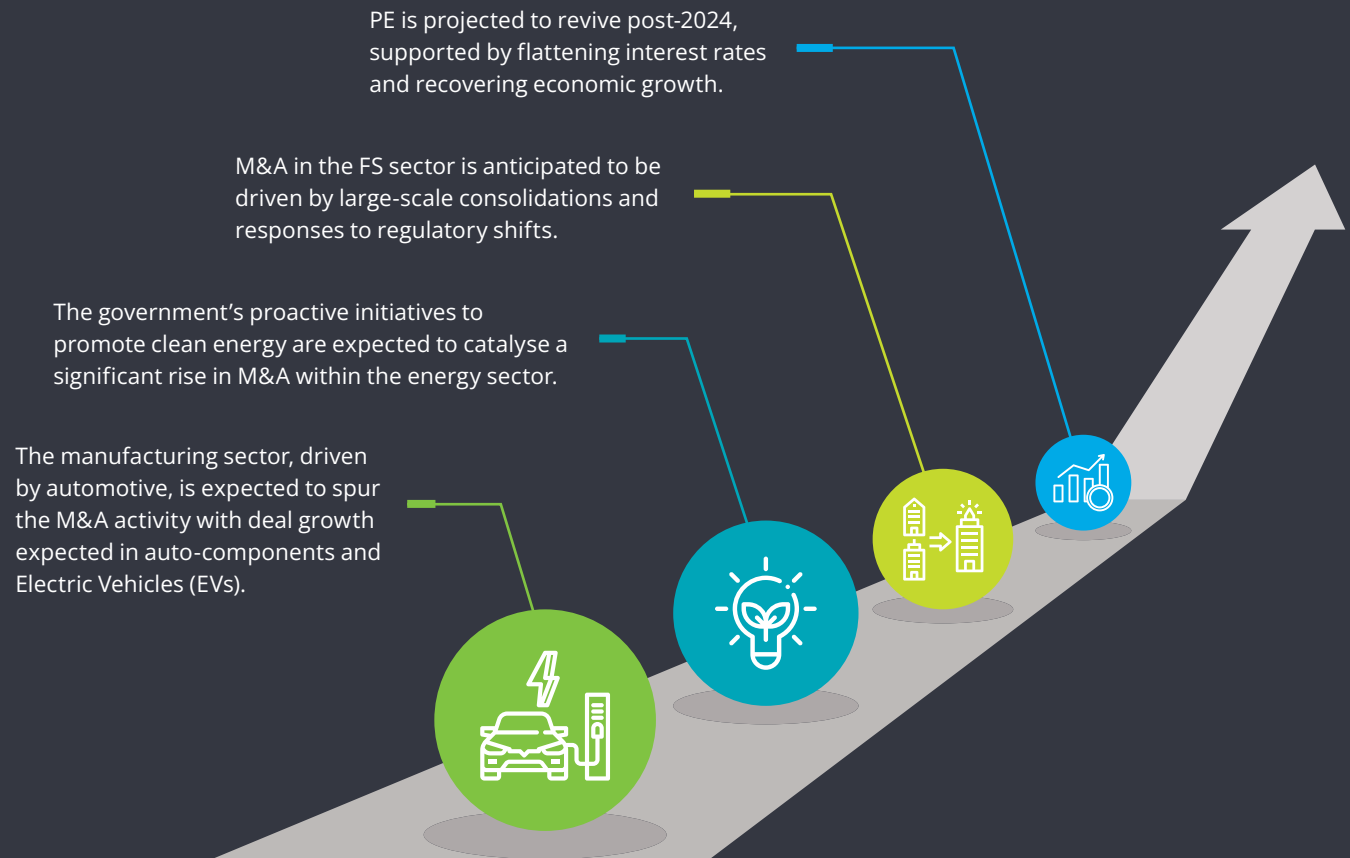 PE is projected to revive post-2024,
supported by flattening interest rates
and recovering economic growth.
M&A in the FS sector is anticipated to be
driven by large-scale consolidations and
responses to regulatory shifts.
The government’s proactive initiatives to
promote clean energy are expected to catalyse a
significant rise in M&A within the energy sector.
The manufacturing sector, driven
by automotive, is expected to spur
the M&A activity with deal growth
expected in auto-components and
Electric Vehicles (EVs).